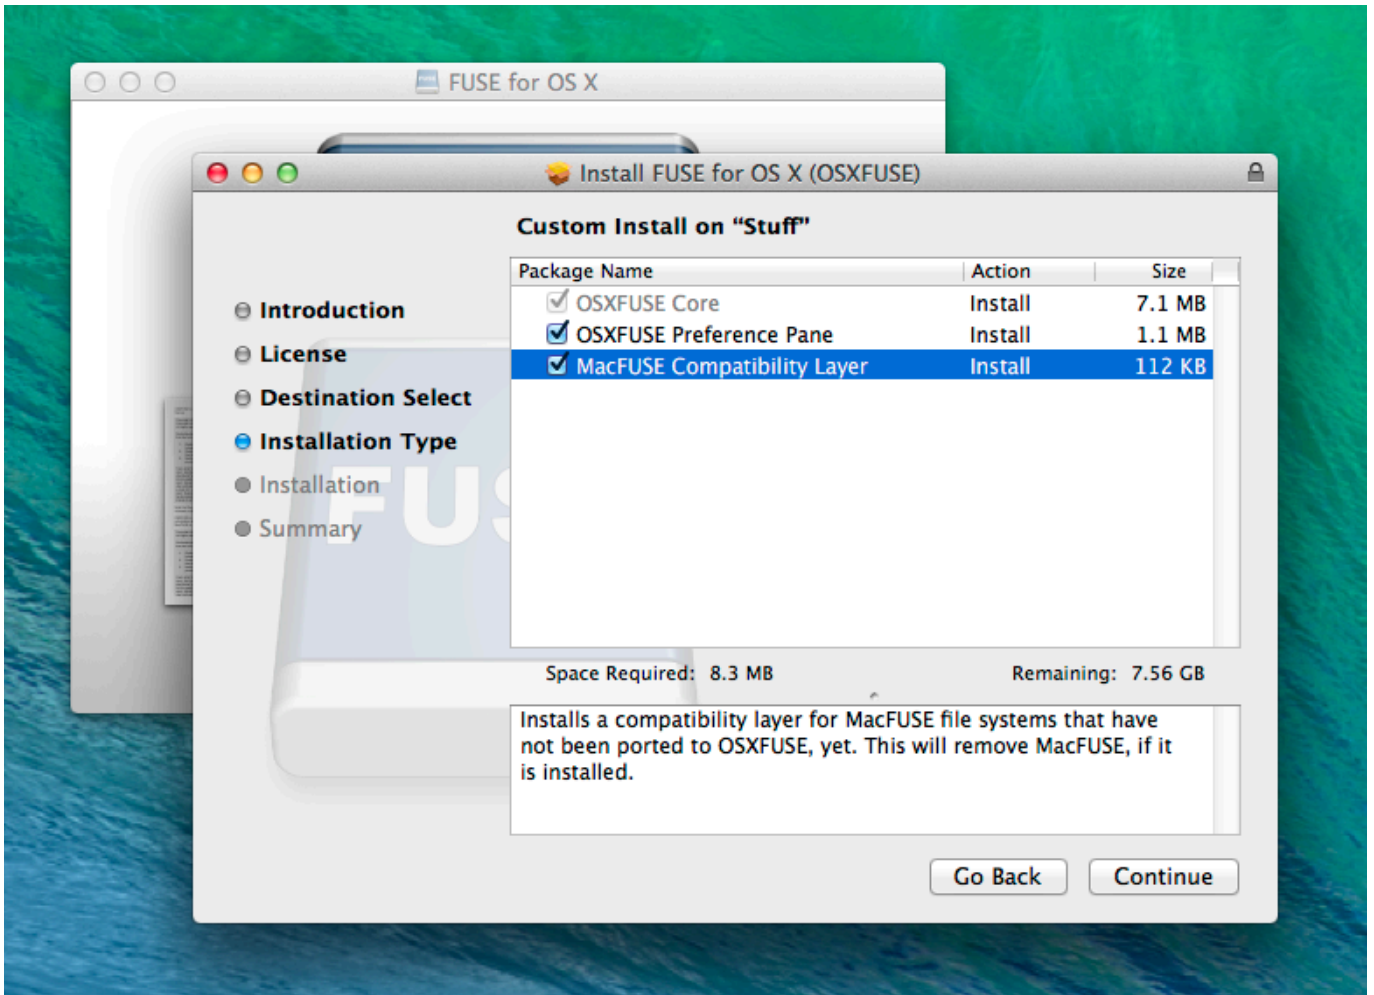 FUSE for OS X
Install FUSE for OS X (OSXFUSE)
Custom Install on “Stuff”
Package Name Action Size
OSXFUSE Core Install 7.1 MB
OSXFUSE Preference Pane Install 1.1 MB
MacFUSE Compatibility Layer Install 112 KB
Introduction
License
Destination Select
Installation Type
Installation
Summary
FUS
Space Required: 8.3 MB Remaining: 7.56 GB
Installs a compatibility layer for MacFUSE file systems that have
not been ported to OSXFUSE, yet. This will remove MacFUSE, if it
is installed.
Go Back Continue